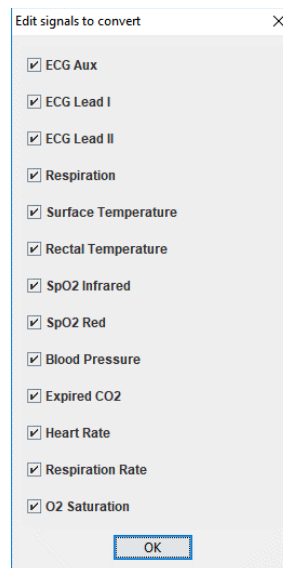 Edit signals to convert
ECG Aux
ECG Lead I
ECG Lead II
Respiration
Surface Temperature
Rectal Temperature
SpO2 Infrared
SpO2 Red
Blood Pressure
Expired CO2
Heart Rate
Respiration Rate
O2 Saturation
OK